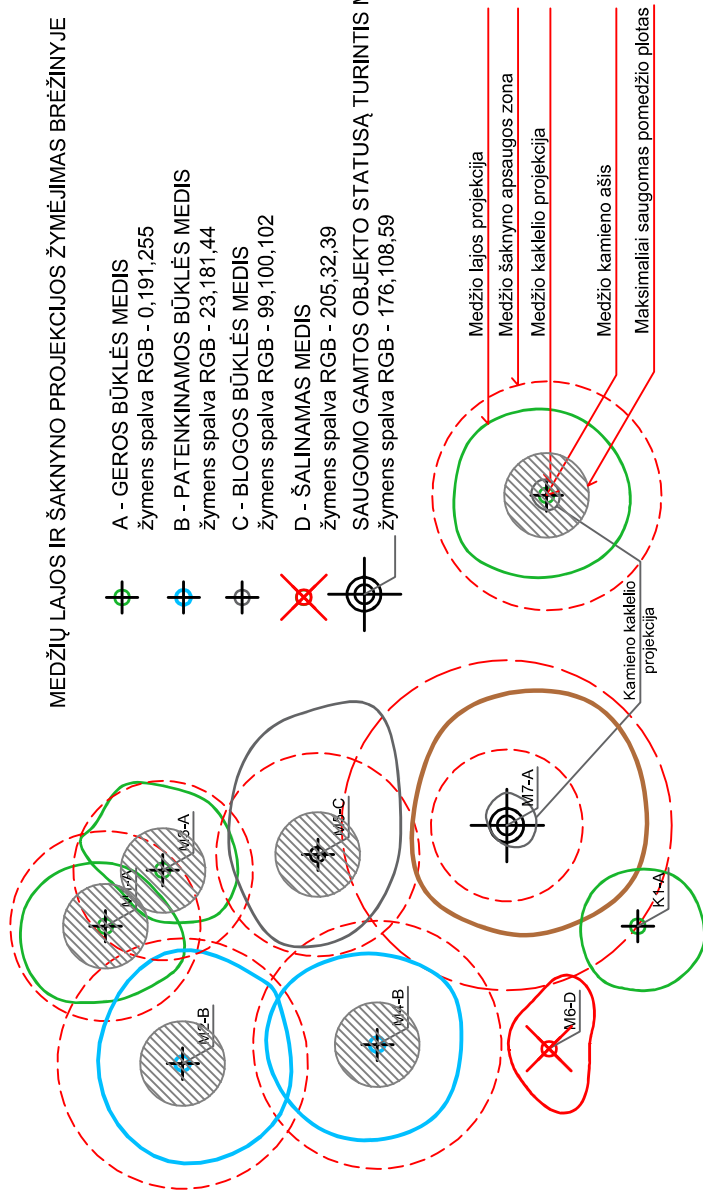 MEDŽIŲ LAJOS IR ŠAKNYNO PROJEKCIJOS ŽYMĖJIMAS BRĖŽINYJE
A - GEROS BŪKLĖS MEDIS
žymens spalva RGB - 0,191,255
B - PATENKINAMOS BŪKLĖS MEDIS
žymens spalva RGB - 23,181,44
C - BLOGOS BŪKLĖS MEDIS
žymens spalva RGB - 99,100,102
D - ŠALINAMAS MEDIS
žymens spalva RGB - 205,32,39
SAUGOMO GAMTOS OBJEKTO STATUSĄ TURINTIS
žymens spalva RGB - 176,108,59
M3-A
M2-B
M5-C
M4-B
M7-A
M6-D
K1-A
Kamieno kaklelio
projekcija
Medžio lajos projekcija
Medžio šaknyno apsaugos zona
Medžio kaklelio projekcija
Medžio kamieno ašis
Maksimaliai saugomas pomedžio plotas